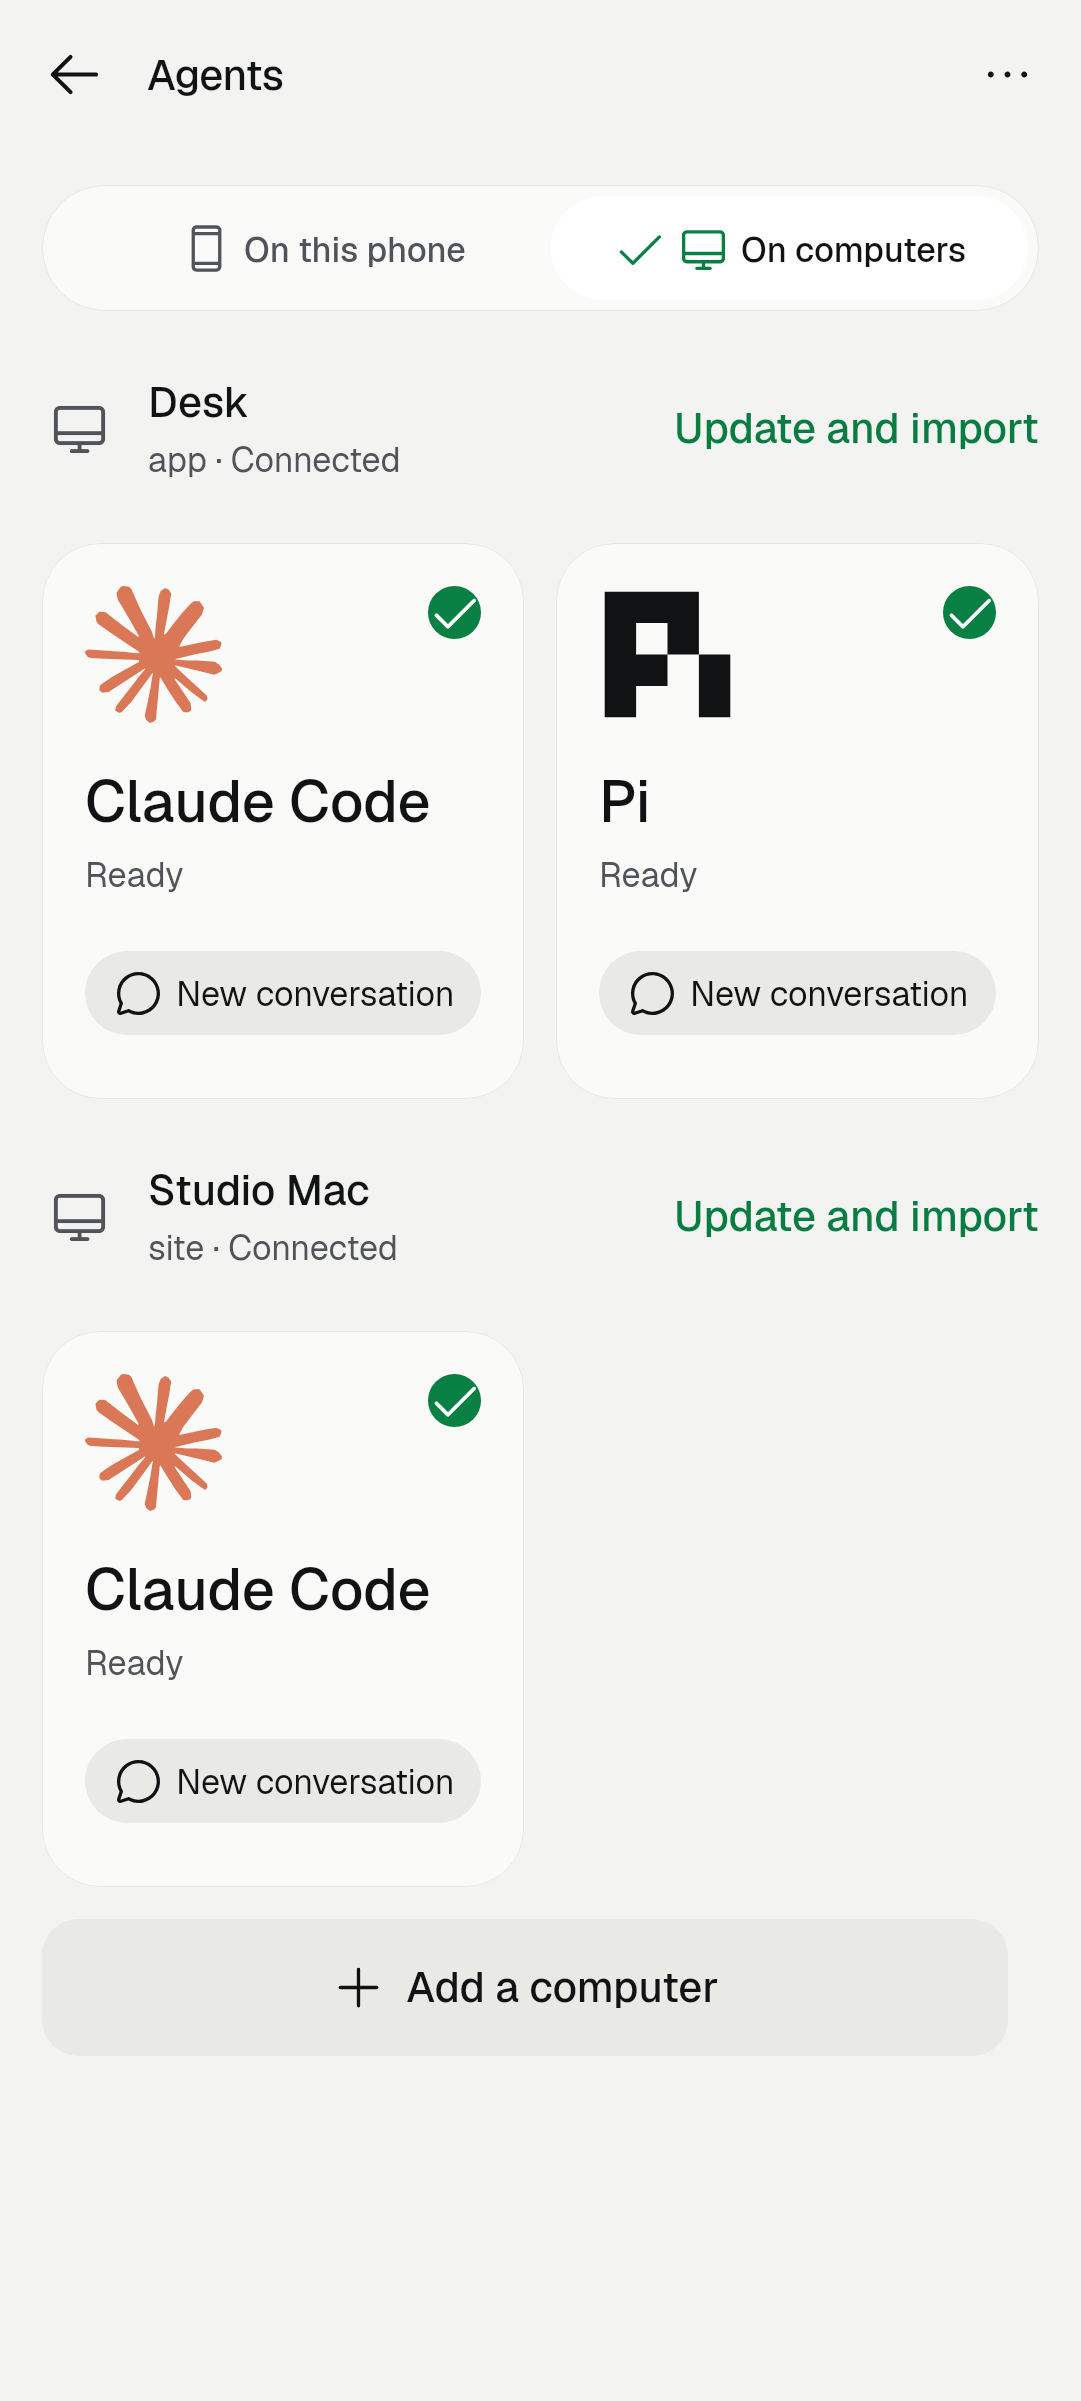 Agents
On this phone
On computers
Desk
app · Connected
Update and import
Claude Code
Ready
New conversation
Pi
Ready
New conversation
Studio Mac
site · Connected
Update and import
Claude Code
Ready
New conversation
Add a computer